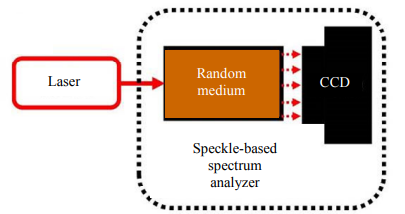 Laser
Random
medium
CCD
Speckle-based
spectrum
analyzer